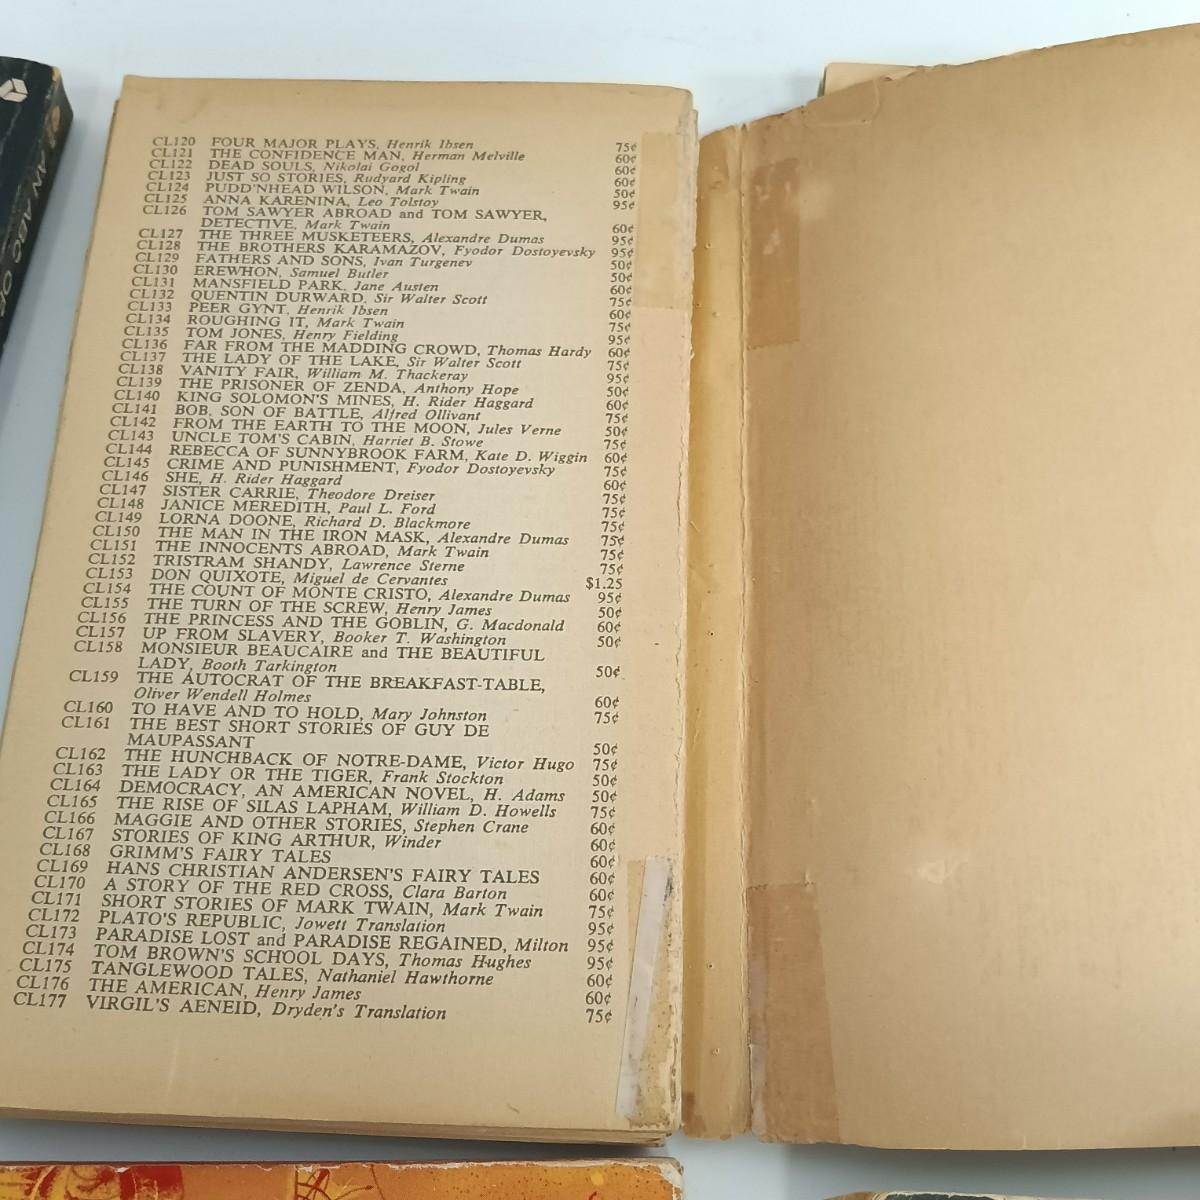 AN ABC OF
CL120 FOUR MAJOR PLAYS, Henrik Ibsen 75¢
CL121 THE CONFIDENCE MAN, Herman Melville 60¢
CL122 DEAD SOULS, Nikolai Gogol 60¢
CL123 JUST SO STORIES, Rudyard Kipling 60¢
CL124 PUDD'NHEAD WILSON, Mark Twain 50¢
CL125 ANNA KARENINA, Leo Tolstoy 95¢
CL126 TOM SAWYER ABROAD and TOM SAWYER,
DETECTIVE, Mark Twain 60¢
CL127 THE THREE MUSKETEERS, Alexandre Dumas 95¢
CL128 THE BROTHERS KARAMAZOV, Fyodor Dostoyevsky 95¢
CL129 FATHERS AND SONS, Ivan Turgenev 50¢
CL130 EREWHON, Samuel Butler 50¢
CL131 MANSFIELD PARK, Jane Austen 60¢
CL132 QUENTIN DURWARD, Sir Walter Scott 75¢
CL133 PEER GYNT, Henrik Ibsen 60¢
CL134 ROUGHING IT, Mark Twain 75¢
CL135 TOM JONES, Henry Fielding 95¢
CL136 FAR FROM THE MADDING CROWD, Thomas Hardy 60¢
CL137 THE LADY OF THE LAKE, Sir Walter Scott 75¢
CL138 VANITY FAIR, William M. Thackeray 95¢
CL139 THE PRISONER OF ZENDA, Anthony Hope 50¢
CL140 KING SOLOMON'S MINES, H. Rider Haggard 60¢
CL141 BOB, SON OF BATTLE, Alfred Ollivant 75¢
CL142 FROM THE EARTH TO THE MOON, Jules Verne 50¢
CL143 UNCLE TOM'S CABIN, Harriet B. Stowe 75¢
CL144 REBECCA OF SUNNYBROOK FARM, Kate D. Wiggin 60¢
CL145 CRIME AND PUNISHMENT, Fyodor Dostoyevsky 75¢
CL146 SHE, H. Rider Haggard 60¢
CL147 SISTER CARRIE, Theodore Dreiser 75¢
CL148 JANICE MEREDITH, Paul L. Ford 75¢
CL149 LORNA DOONE, Richard D. Blackmore 75¢
CL150 THE MAN IN THE IRON MASK, Alexandre Dumas 75¢
CL151 THE INNOCENTS ABROAD, Mark Twain 75¢
CL152 TRISTRAM SHANDY, Lawrence Sterne 75¢
CL153 DON QUIXOTE, Miguel de Cervantes $1.25
CL154 THE COUNT OF MONTE CRISTO, Alexandre Dumas 95¢
CL155 THE TURN OF THE SCREW, Henry James 50¢
CL156 THE PRINCESS AND THE GOBLIN, G. Macdonald 60¢
CL157 UP FROM SLAVERY, Booker T. Washington 50¢
CL158 MONSIEUR BEAUCAIRE and THE BEAUTIFUL
LADY, Booth Tarkington 50¢
CL159 THE AUTOCRAT OF THE BREAKFAST-TABLE,
Oliver Wendell Holmes 60¢
CL160 TO HAVE AND TO HOLD, Mary Johnston 75¢
CL161 THE BEST SHORT STORIES OF GUY DE
MAUPASSANT 50¢
CL162 THE HUNCHBACK OF NOTRE-DAME, Victor Hugo 75¢
CL163 THE LADY OR THE TIGER, Frank Stockton 50¢
CL164 DEMOCRACY, AN AMERICAN NOVEL, H. Adams 50¢
CL165 THE RISE OF SILAS LAPHAM, William D. Howells 75¢
CL166 MAGGIE AND OTHER STORIES, Stephen Crane 60¢
CL167 STORIES OF KING ARTHUR, Winder 60¢
CL168 GRIMM'S FAIRY TALES 60¢
CL169 HANS CHRISTIAN ANDERSEN'S FAIRY TALES 60¢
CL170 A STORY OF THE RED CROSS, Clara Barton 60¢
CL171 SHORT STORIES OF MARK TWAIN, Mark Twain 75¢
CL172 PLATO'S REPUBLIC, Jowett Translation 95¢
CL173 PARADISE LOST and PARADISE REGAINED, Milton 95¢
CL174 TOM BROWN'S SCHOOL DAYS, Thomas Hughes 95¢
CL175 TANGLEWOOD TALES, Nathaniel Hawthorne 60¢
CL176 THE AMERICAN, Henry James 60¢
CL177 VIRGIL'S AENEID, Dryden's Translation 75¢